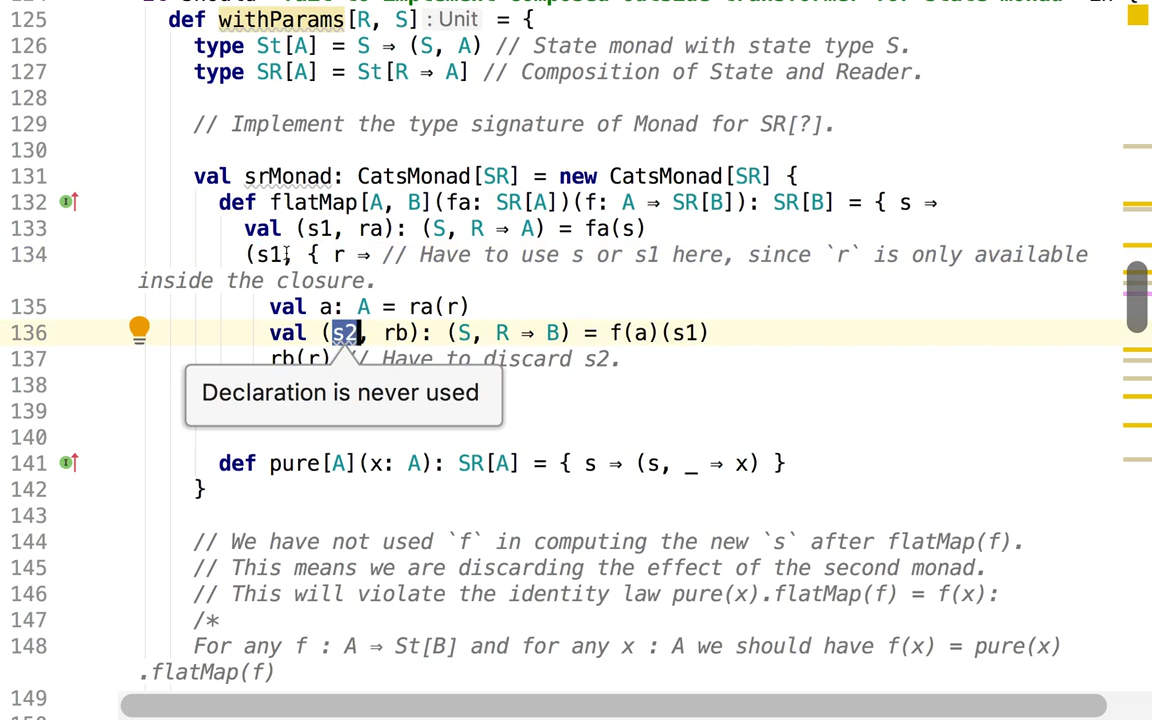 125 def withParams[R, S] : Unit = {
126 type St[A] = S ⇒ (S, A) // State monad with state type S.
127 type SR[A] = St[R ⇒ A] // Composition of State and Reader.
128
129 // Implement the type signature of Monad for SR[?].
130
131 val srMonad: CatsMonad[SR] = new CatsMonad[SR] {
132 def flatMap[A, B](fa: SR[A])(f: A ⇒ SR[B]): SR[B] = { s ⇒
133 val (s1, ra): (S, R ⇒ A) = fa(s)
134 (s1, { r ⇒ // Have to use s or s1 here, since `r` is only available
inside the closure.
135 val a: A = ra(r)
136 val (s2, rb): (S, R ⇒ B) = f(a)(s1)
137 rb(r) // Have to discard s2.
138
Declaration is never used
139
140
141 def pure[A](x: A): SR[A] = { s ⇒ (s, _ ⇒ x) }
142 }
143
144 // We have not used `f` in computing the new `s` after flatMap(f).
145 // This means we are discarding the effect of the second monad.
146 // This will violate the identity law pure(x).flatMap(f) = f(x):
147 /*
148 For any f : A ⇒ St[B] and for any x : A we should have f(x) = pure(x)
.flatMap(f)
149